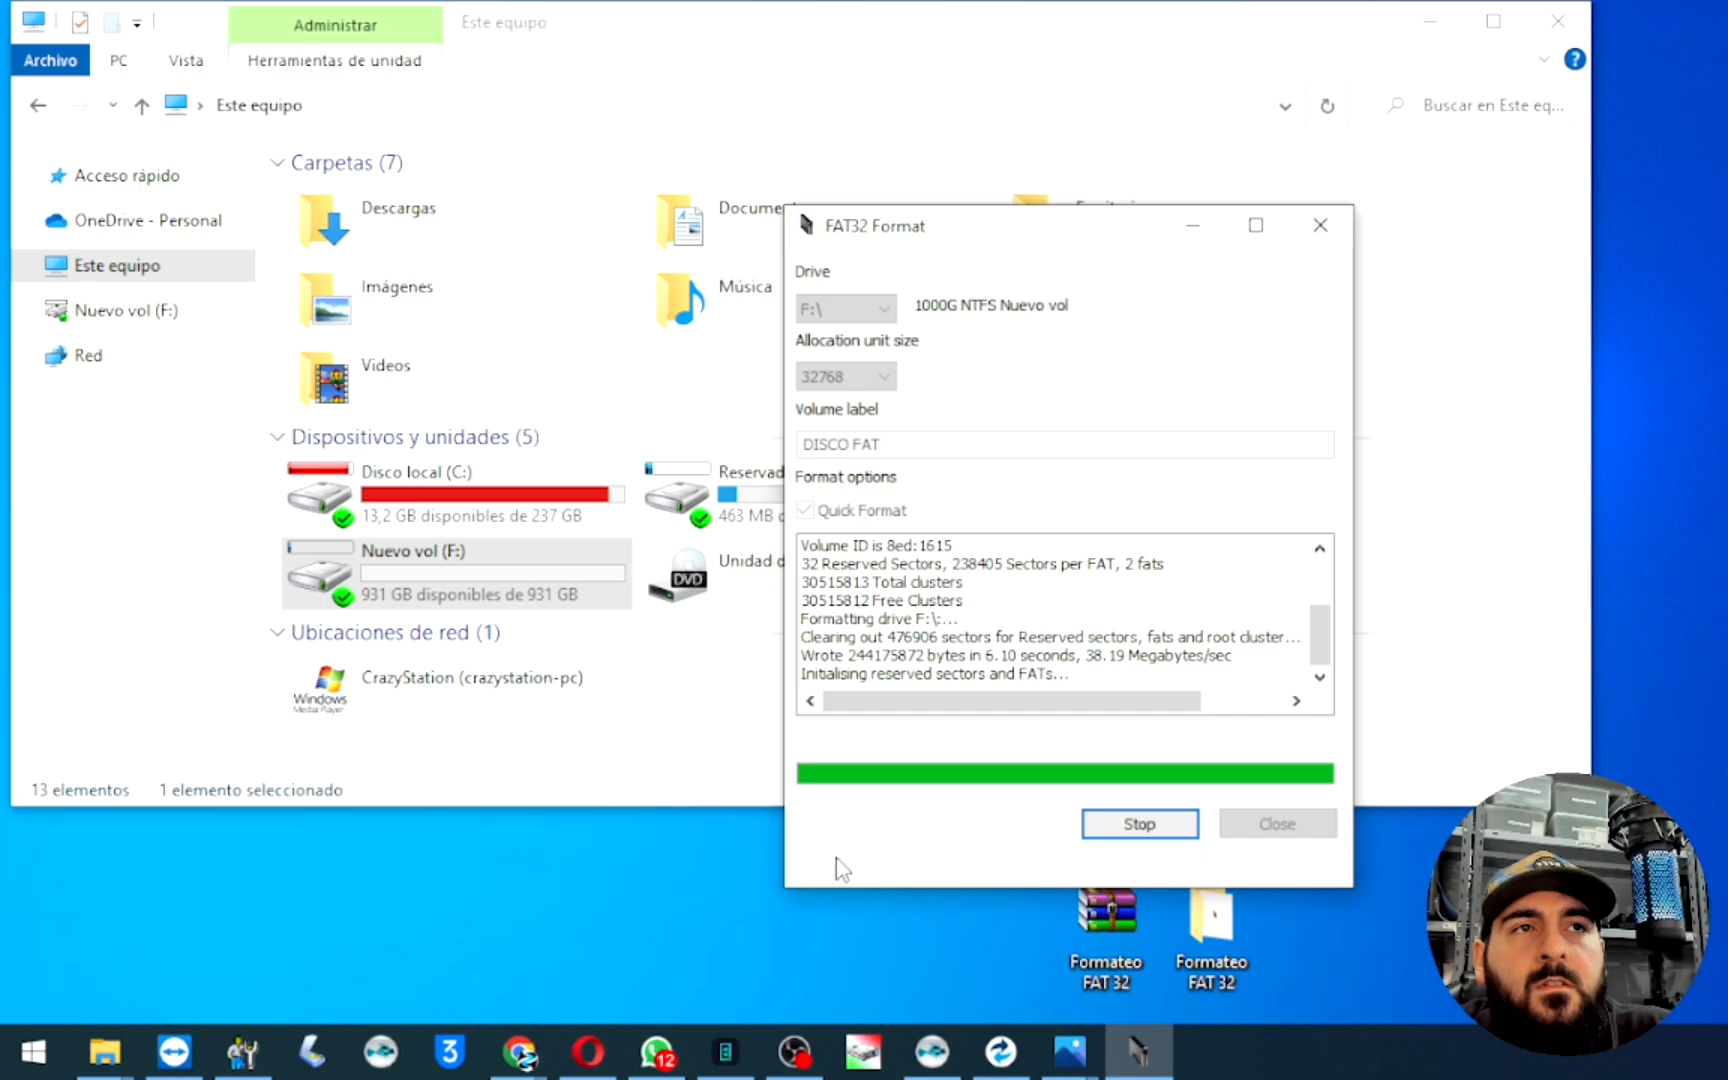 Administrar
Este equipo
Archivo
PC
Vista
Herramientas de unidad
?
Este equipo
Buscar en Este eq...
Acceso rápido
OneDrive - Personal
Este equipo
Nuevo vol (F:)
Red
Carpetas (7)
Descargas
Docume
Imágenes
Música
Videos
Dispositivos y unidades (5)
Disco local (C:)
13,2 GB disponibles de 237 GB
Reservad
463 MB
Nuevo vol (F:)
931 GB disponibles de 931 GB
DVD
Unidad d
Ubicaciones de red (1)
CrazyStation (crazystation-pc)
Windows
Media Player
13 elementos
1 elemento seleccionado
FAT32 Format
Drive
F:\
1000G NTFS Nuevo vol
Allocation unit size
32768
Volume label
DISCO FAT
Format options
Quick Format
Volume ID is 8ed:1615
32 Reserved Sectors, 238405 Sectors per FAT, 2 fats
30515813 Total clusters
30515812 Free Clusters
Formatting drive F:\:...
Clearing out 476906 sectors for Reserved sectors, fats and root cluster...
Wrote 244175872 bytes in 6.10 seconds, 38.19 Megabytes/sec
Initialising reserved sectors and FATs...
Stop
Close
Formateo
FAT 32
Formateo
FAT 32
3
12